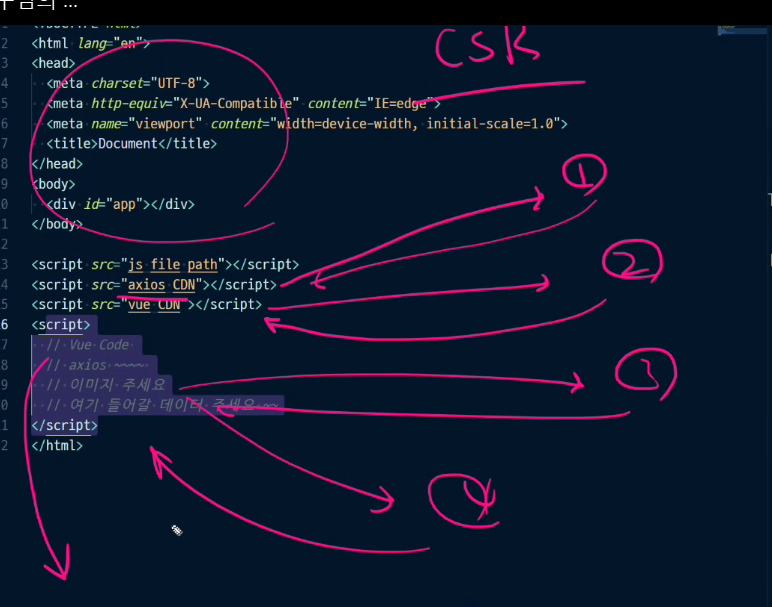 CSR
2 <html lang="en">
3 <head>
4 <meta charset="UTF-8">
5 <meta http-equiv="X-UA-Compatible" content="IE=edge">
6 <meta name="viewport" content="width=device-width, initial-scale=1.0">
7 <title>Document</title>
8 </head>
9 <body>
0 <div id="app"></div>
1 </body>
①
2
②
3 <script src="js file path"></script>
4 <script src="axios CDN"></script>
5 <script src="vue CDN"></script>
6 <script>
7 // Vue Code
8 // axios ~~~~
③
9 // 이미지 주세요
0 // 여기 들어갈 데이터 주세요 ~~
1 </script>
2 </html>
④